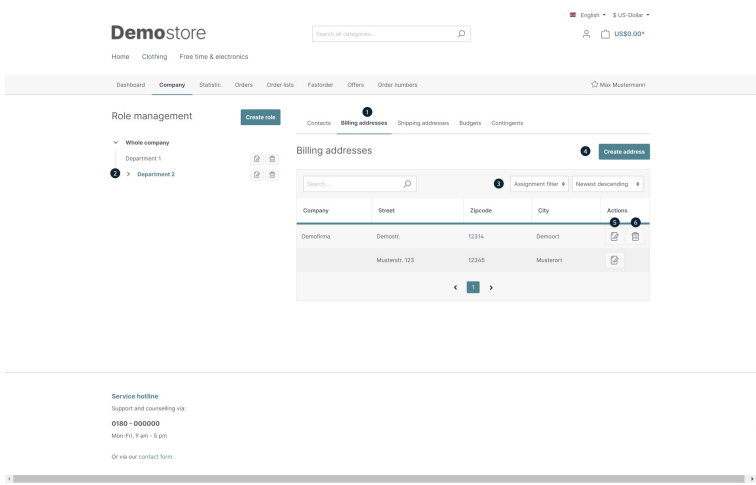 English $ US-Dollar
Demostore
Search all categories...
US$0.00*
Home Clothing Free time & electronics
Dashboard Company Statistic Orders Order lists Fastorder Offers Order numbers Max Mustermann
Role management Create role
1
Contacts Billing addresses Shipping addresses Budgets Contingents
Whole company
Department 1
2 Department 2
Billing addresses 4 Create address
Search... 3 Assignment filter Newest descending
Company Street Zipcode City Actions
5 6
Demofirma Demostr. 12314 Demoort
Musterstr. 123 12345 Musterort
1
Service hotline
Support and counselling via:
0180 - 000000
Mon-Fri, 9 am - 5 pm
Or via our contact form.